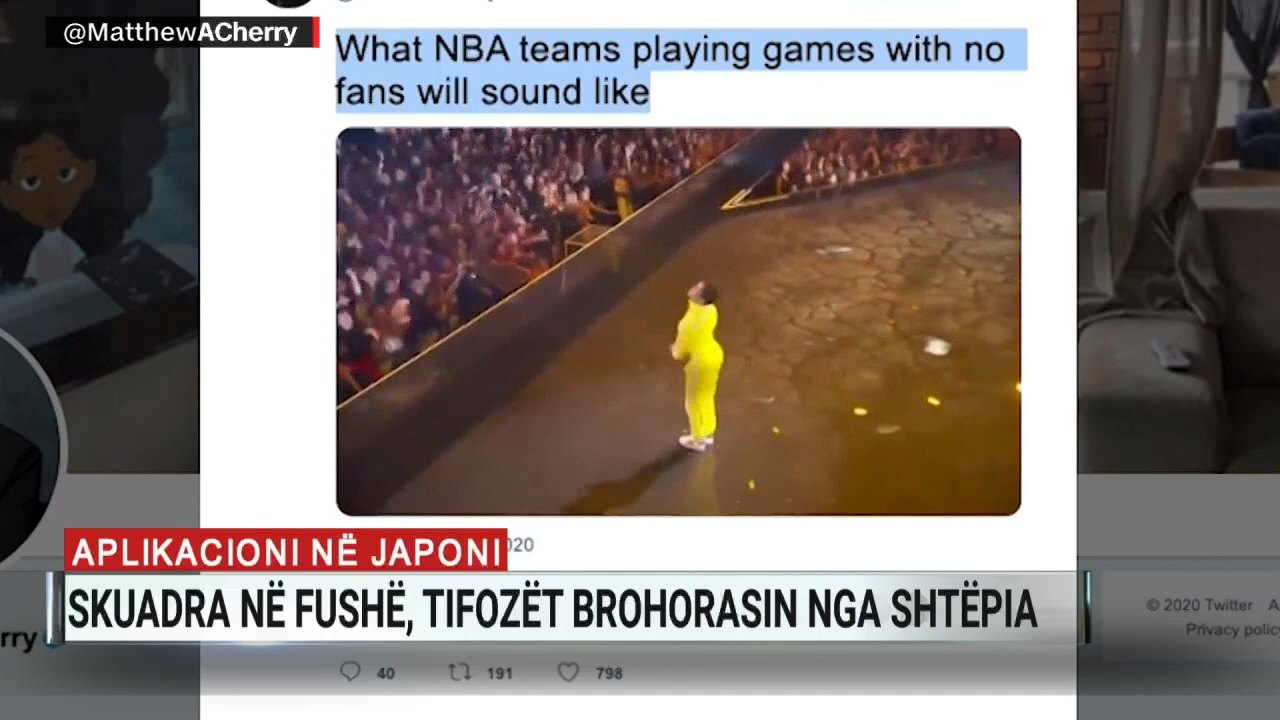 @MatthewACherry
What NBA teams playing games with no
fans will sound like
020
APLIKACIONI NË JAPONI
SKUADRA NË FUSHË, TIFOZËT BROHORASIN NGA SHTËPIA
© 2020 Twitter A
Privacy polic
rry
40 191 798